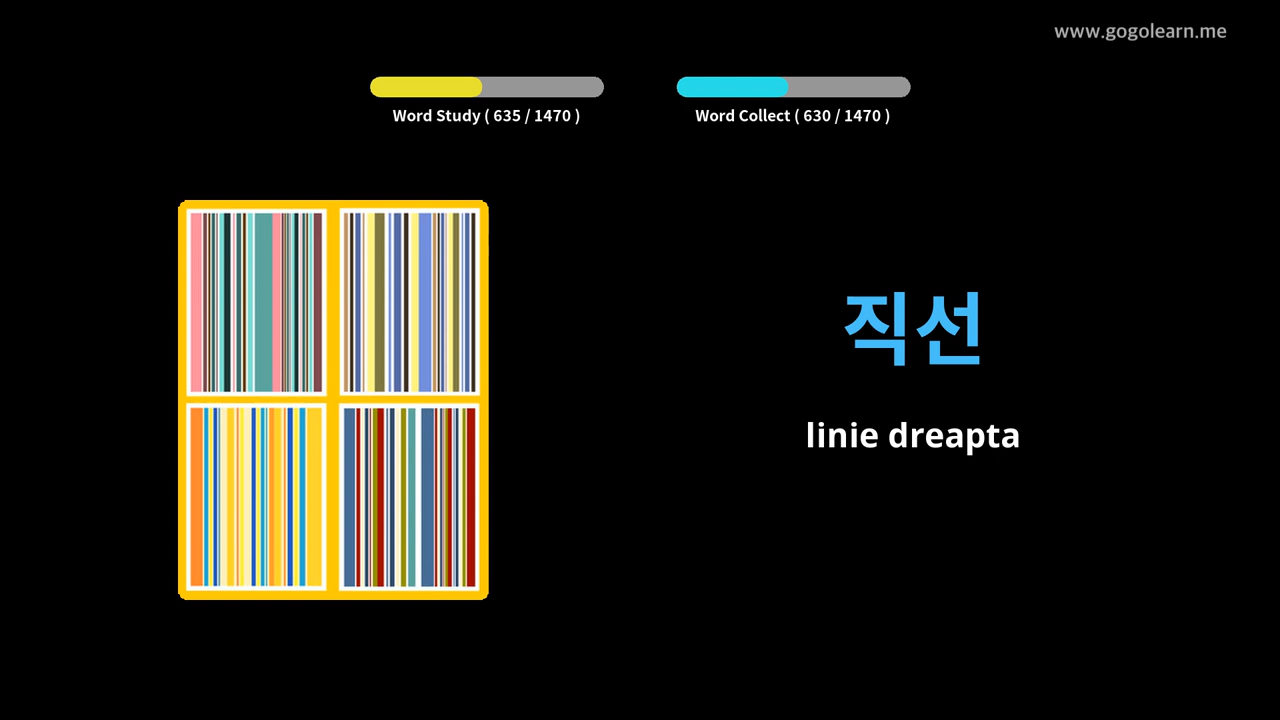 www.gogolearn.me
Word Study ( 635 / 1470 )
Word Collect ( 630 / 1470 )
직선
linie dreapta